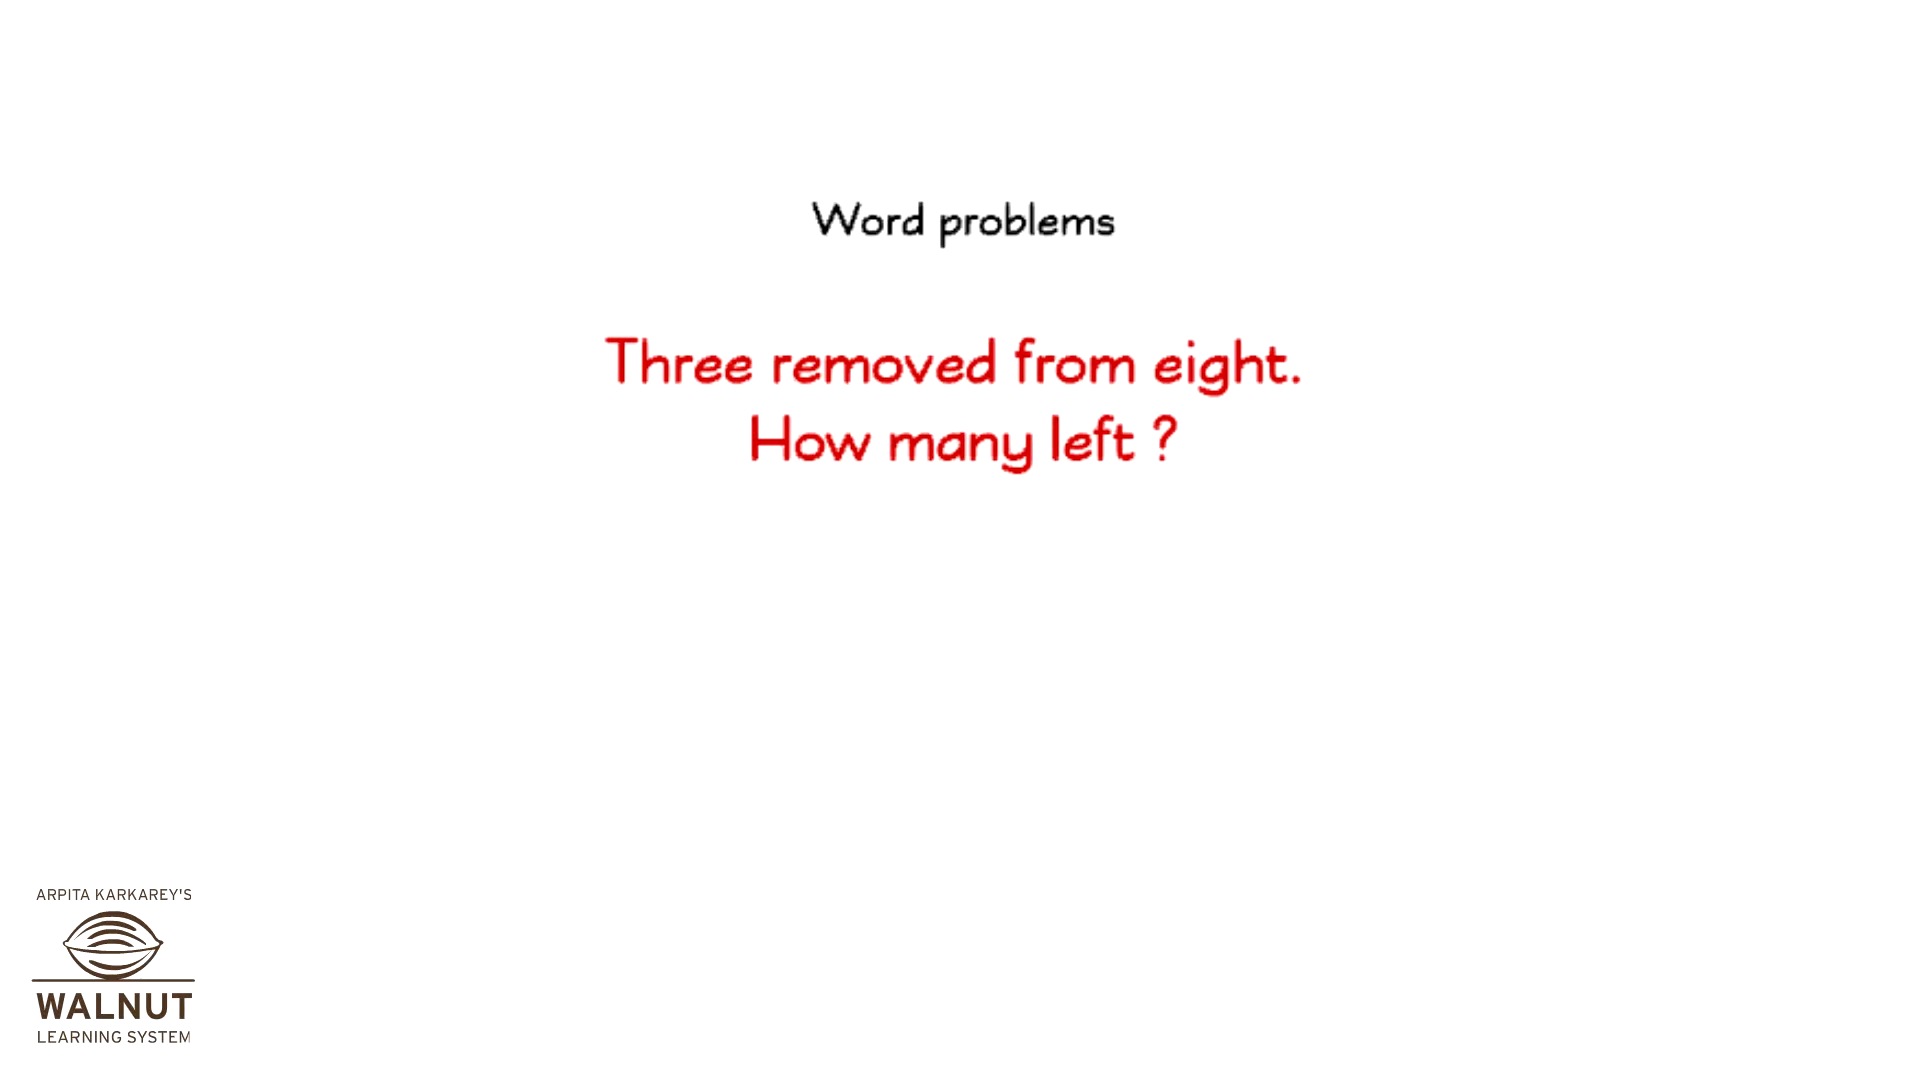 Word problems
Three removed from eight.
How many left ?
ARPITA KARKAREY'S
WALNUT
LEARNING SYSTEM